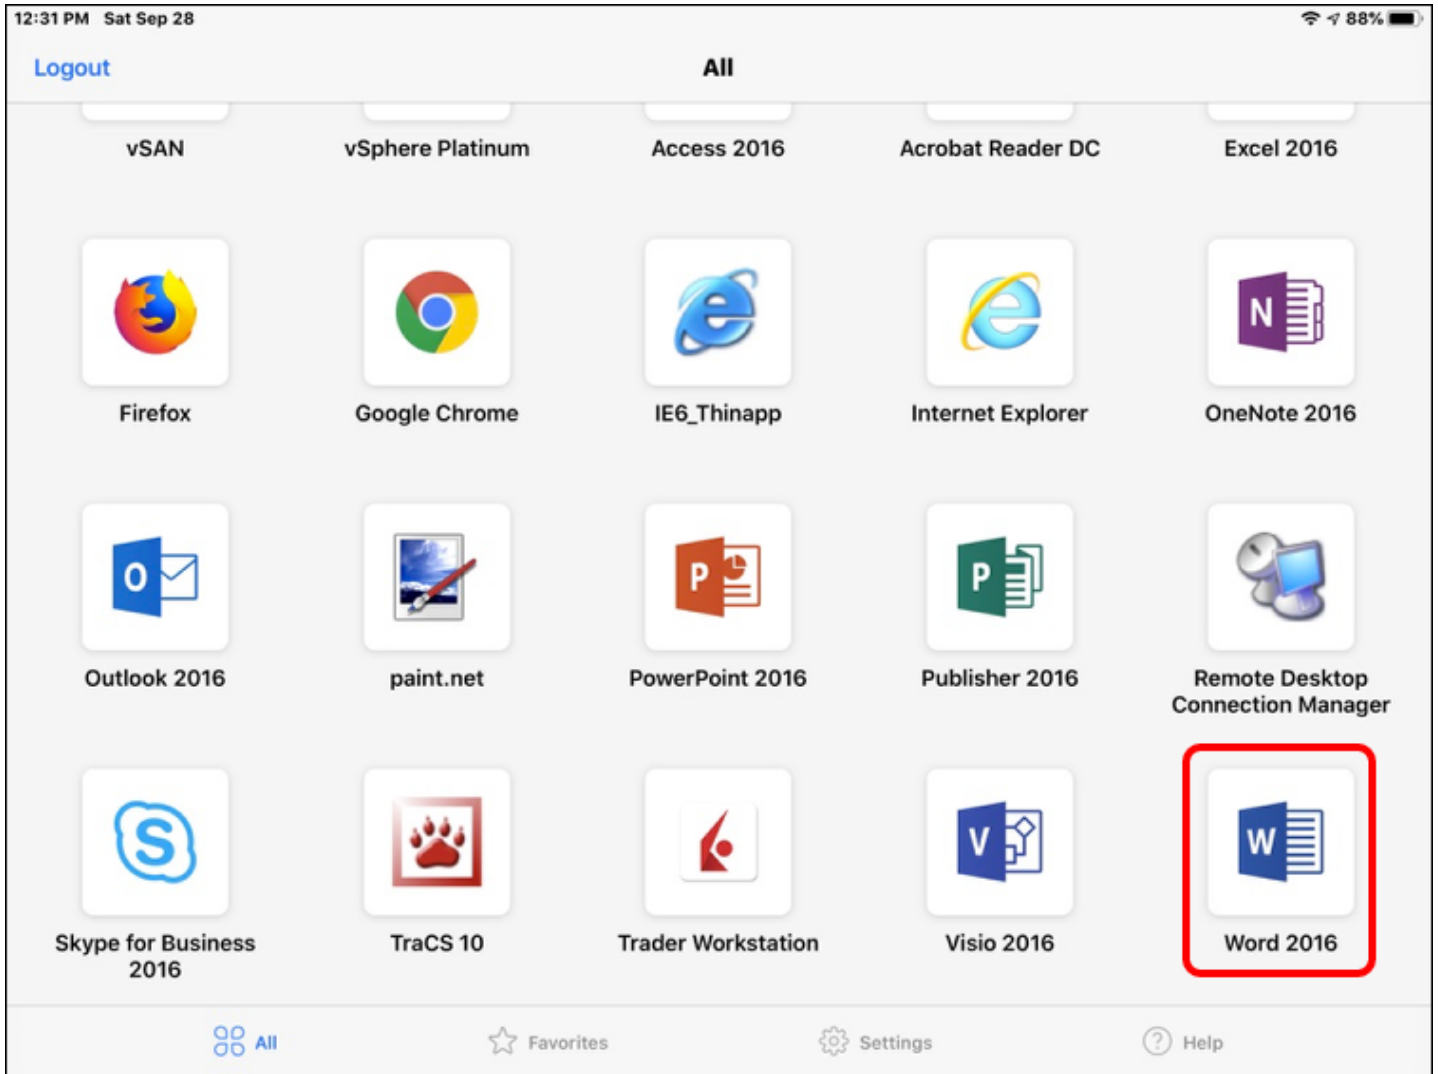 12:31 PM Sat Sep 28
88%
Logout
All
vSAN
vSphere Platinum
Access 2016
Acrobat Reader DC
Excel 2016
Firefox
Google Chrome
IE6_Thinapp
Internet Explorer
N
OneNote 2016
O
Outlook 2016
paint.net
P
PowerPoint 2016
P
Publisher 2016
Remote Desktop
Connection Manager
S
Skype for Business
2016
TraCS 10
Trader Workstation
V
Visio 2016
W
Word 2016
All
Favorites
Settings
? Help